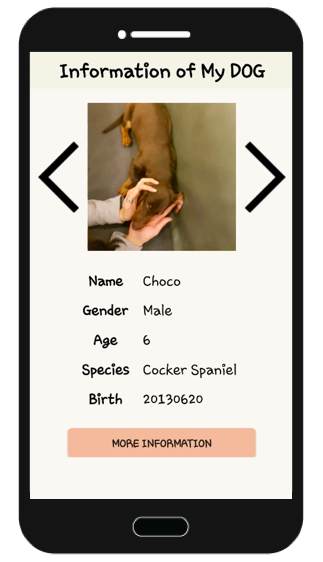 Information of My DOG
Name Choco
Gender Male
Age 6
Species Cocker Spaniel
Birth 20130620
MORE INFORMATION